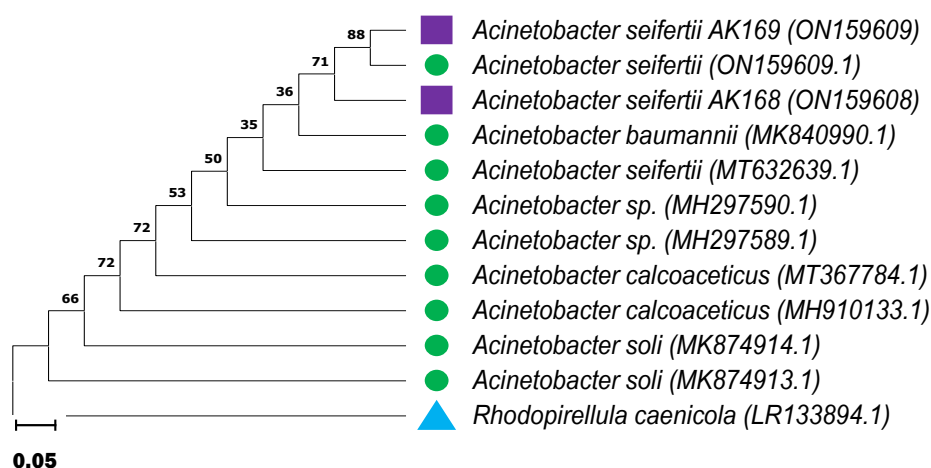 88
Acinetobacter seifertii AK169 (ON159609)
71
Acinetobacter seifertii (ON159609.1)
36
Acinetobacter seifertii AK168 (ON159608)
35
Acinetobacter baumannii (MK840990.1)
50
Acinetobacter seifertii (MT632639.1)
53
Acinetobacter sp. (MH297590.1)
72
Acinetobacter sp. (MH297589.1)
72
Acinetobacter calcoaceticus (MT367784.1)
66
Acinetobacter calcoaceticus (MH910133.1)
Acinetobacter soli (MK874914.1)
Acinetobacter soli (MK874913.1)
Rhodopirellula caenicola (LR133894.1)
0.05